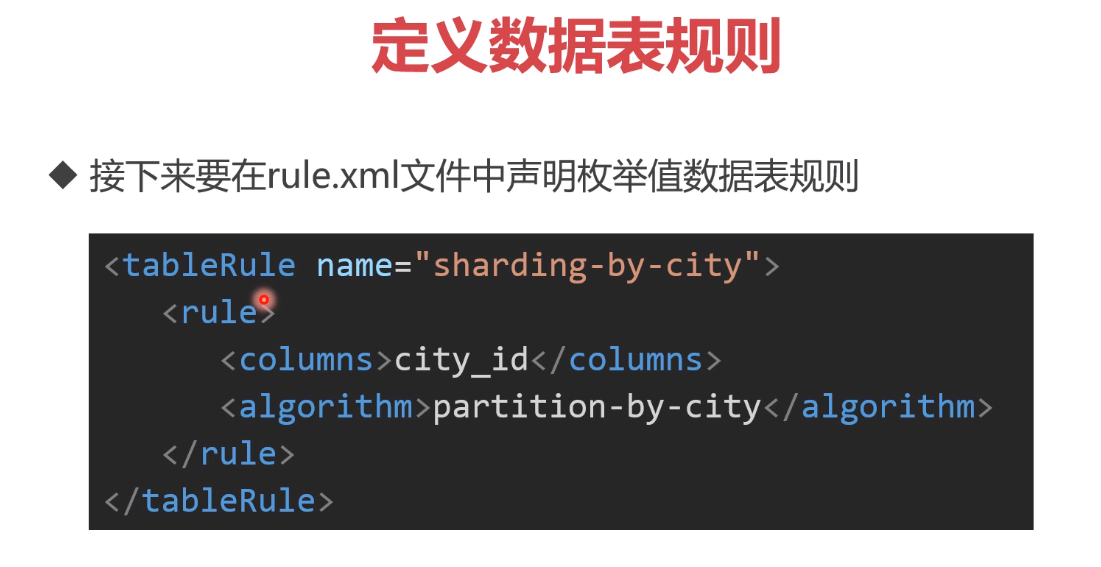 定义数据表规则
◆ 接下来要在rule.xml文件中声明枚举值数据表规则
<tableRule name="sharding-by-city">
<rule>
<columns>city_id</columns>
<algorithm>partition-by-city</algorithm>
</rule>
</tableRule>